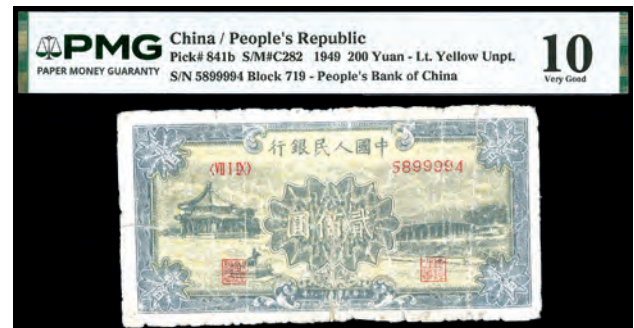 PMG
PAPER MONEY GUARANTY
China / People's Republic
Pick# 841b S/M#C282 1949 200 Yuan - Lt. Yellow Unpt.
S/N 5899994 Block 719 - People's Bank of China
10
Very Good
中國人民銀行
<VII I IX>
5899994
貳佰圓